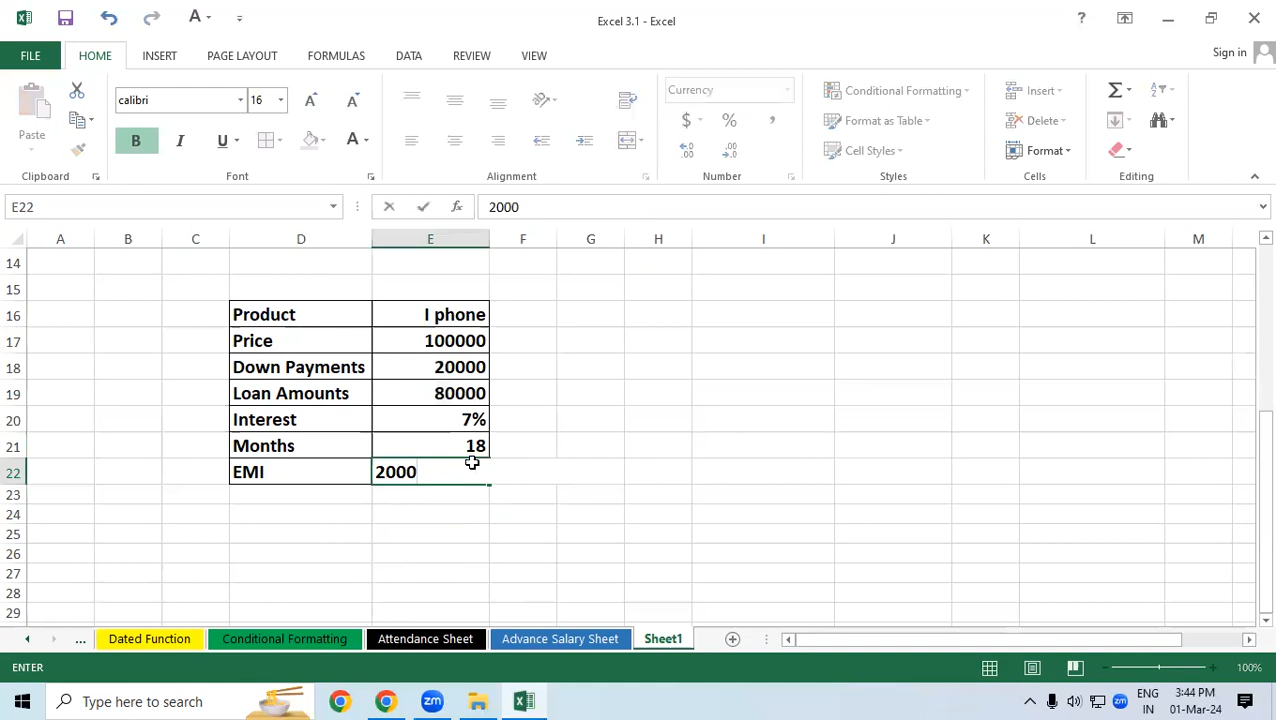 A
Excel 3.1 - Excel
?
FILE
HOME
INSERT
PAGE LAYOUT
FORMULAS
DATA
REVIEW
VIEW
Sign in
Paste
Clipboard
calibri
16
A
A
B
I
U
A
Font
Alignment
Currency
$
%
,
Number
Conditional Formatting
Format as Table
Cell Styles
Styles
Insert
Delete
Format
Cells
Editing
E22
fx
2000
A B C D E F G H I J K L M
14
15
16 Product I phone
17 Price 100000
18 Down Payments 20000
19 Loan Amounts 80000
20 Interest 7%
21 Months 18
22 EMI 2000
23
24
25
26
27
28
29
... Dated Function Conditional Formatting Attendance Sheet Advance Salary Sheet Sheet1
ENTER
100%
Type here to search
zm
zm
ENG
IN
3:44 PM
01-Mar-24